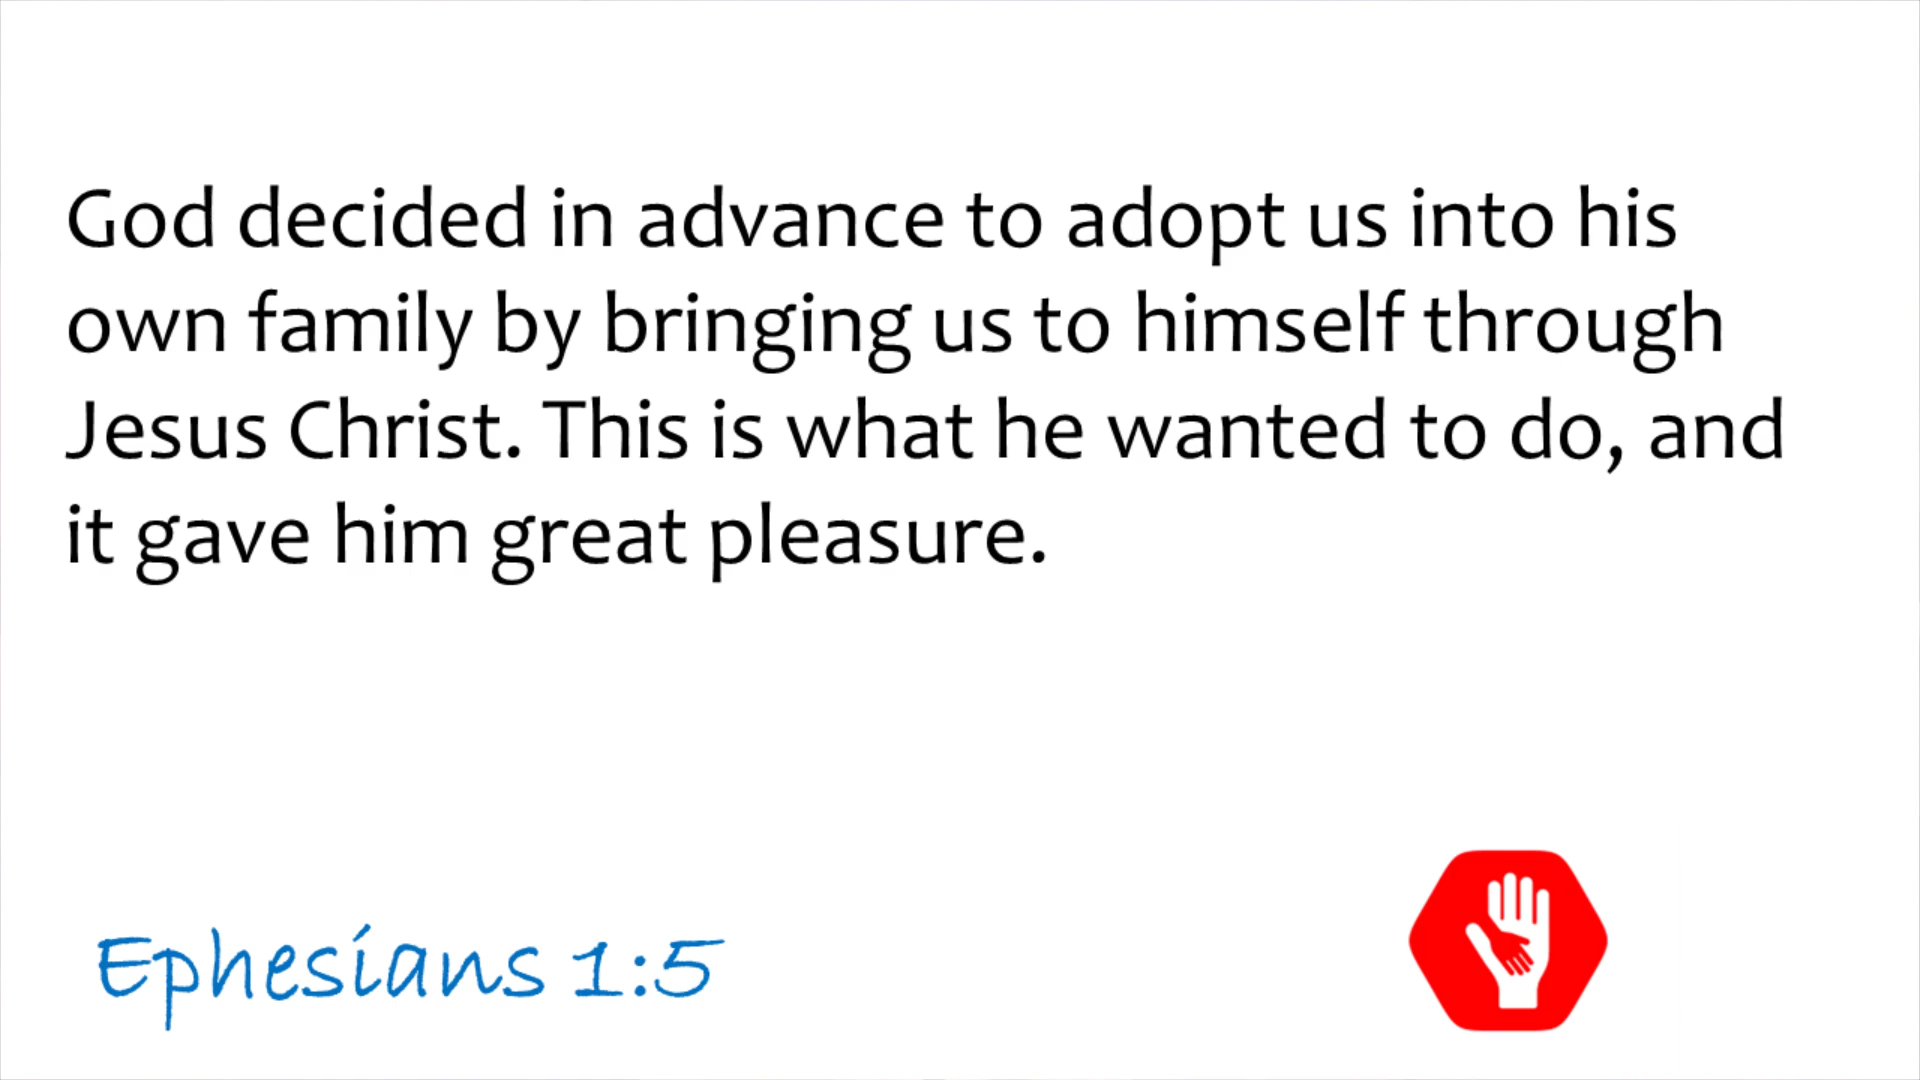 God decided in advance to adopt us into his
own family by bringing us to himself through
Jesus Christ. This is what he wanted to do, and
it gave him great pleasure.
Ephesians 1:5